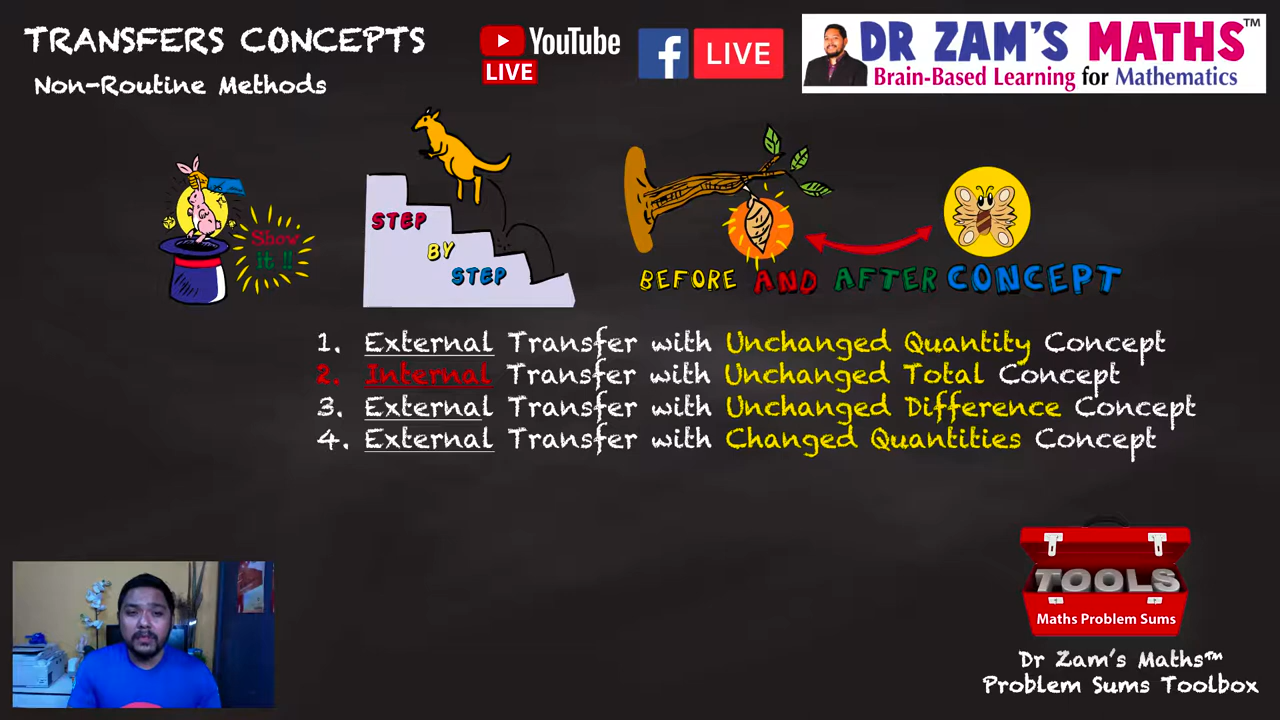 TRANSFERS CONCEPTS
Non-Routine Methods
YouTube
LIVE
f LIVE
DR ZAM'S MATHS™
Brain-Based Learning for Mathematics
Show
it !!
STEP
BY
STEP
BEFORE AND AFTER CONCEPT
1. External Transfer with Unchanged Quantity Concept
2. Internal Transfer with Unchanged Total Concept
3. External Transfer with Unchanged Difference Concept
4. External Transfer with Changed Quantities Concept
TOOLS
Maths Problem Sums
Dr Zam's Maths™
Problem Sums Toolbox